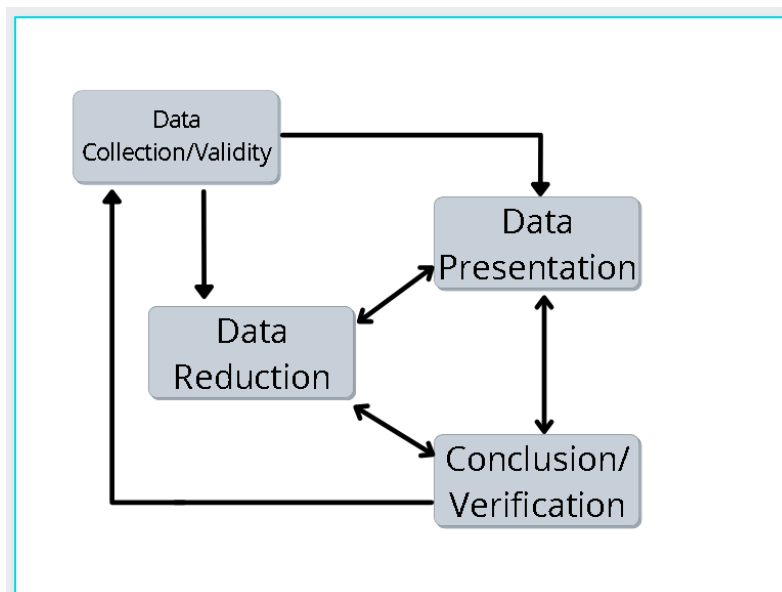 Data
Collection/Validity
Data
Presentation
Data
Reduction
Conclusion/
Verification